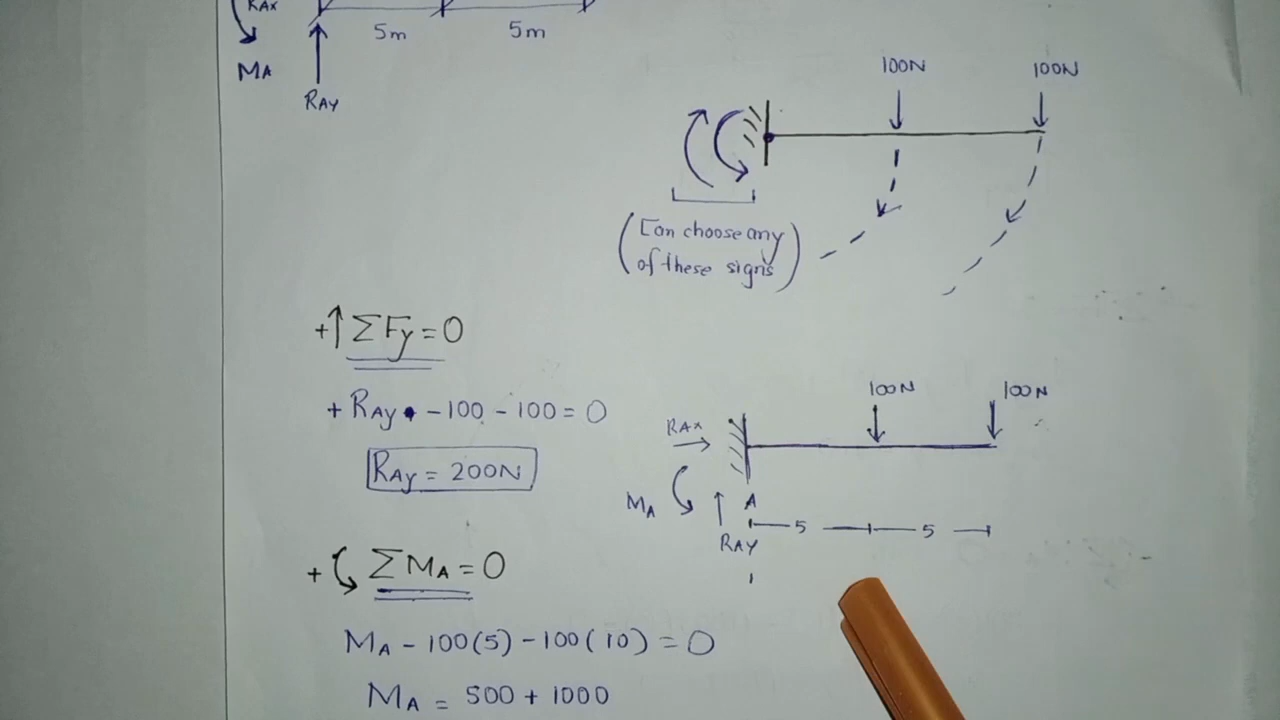 RAX
5m 5m
MA
RAY
100N 100N
(Can choose any
of these signs)
+↑ ΣFy = 0
+ RAY - 100 - 100 = 0
RAY = 200N
100N 100N
RAX
MA
A
5 5
RAY
+ ΣMA = 0
MA - 100(5) - 100(10) = 0
MA = 500 + 1000